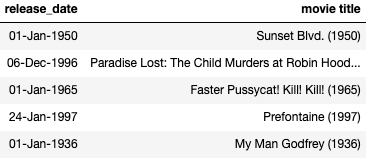 release_date movie title
01-Jan-1950 Sunset Blvd. (1950)
06-Dec-1996 Paradise Lost: The Child Murders at Robin Hood...
01-Jan-1965 Faster Pussycat! Kill! Kill! (1965)
24-Jan-1997 Prefontaine (1997)
01-Jan-1936 My Man Godfrey (1936)